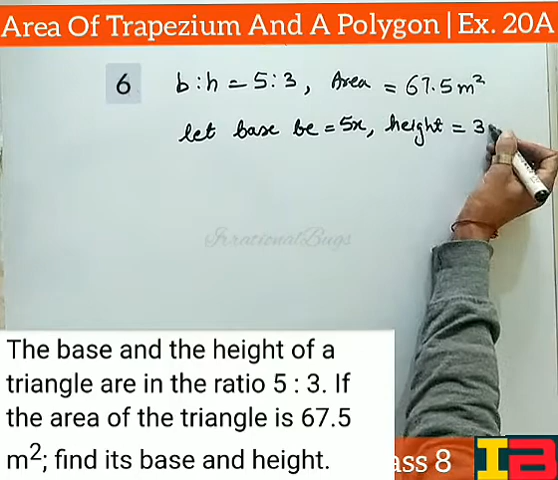 Area Of Trapezium And A Polygon | Ex. 20A
6 b:h = 5:3, Area = 67.5 m²
let base be = 5x, height = 3
IrrationalBugs
The base and the height of a
triangle are in the ratio 5 : 3. If
the area of the triangle is 67.5
m²; find its base and height.
ass 8 IB